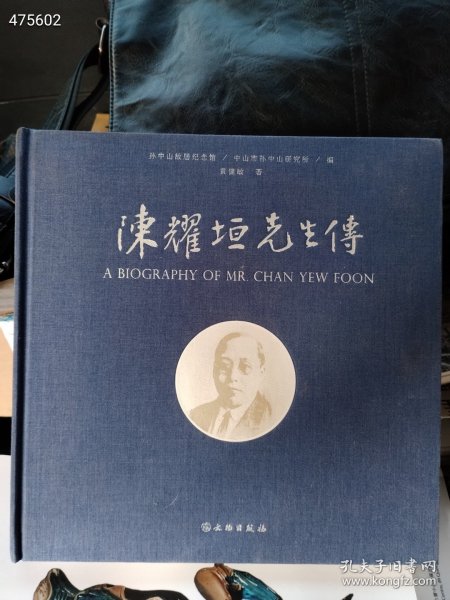 475602
孙中山故居纪念馆 / 中山市孙中山研究所 / 编
黄健敏 著
陳耀垣先生傳
A BIOGRAPHY OF MR. CHAN YEW FOON
文物出版社
孔夫子旧书网
www.kongfz.com